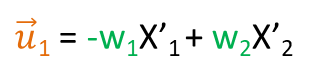 u⃗₁ = -w₁X’₁ + w₂X’₂